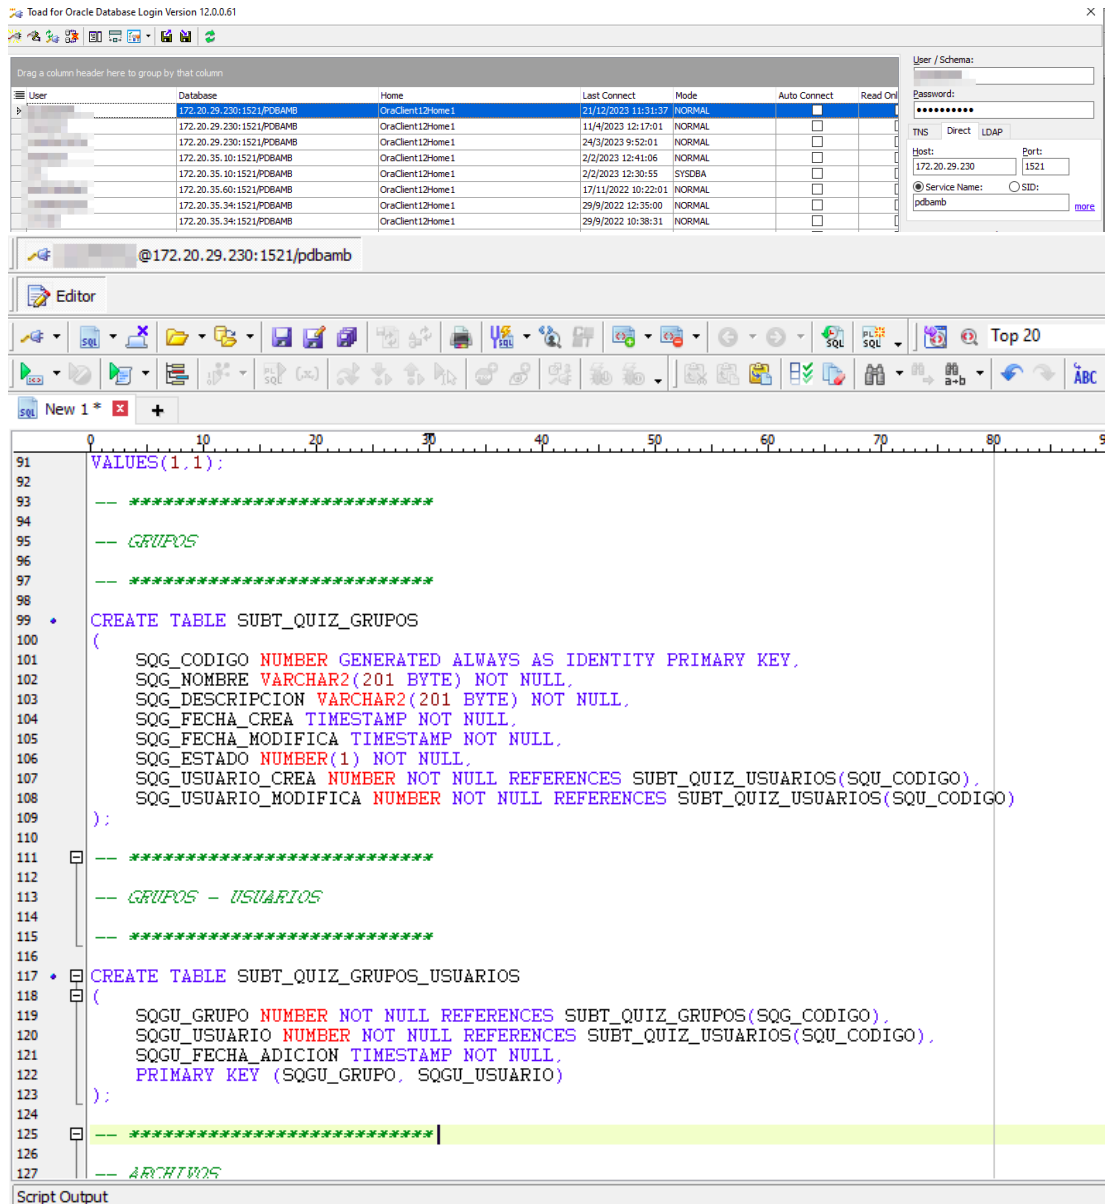 Toad for Oracle Database Login Version 12.0.0.61
Drag a column header here to group by that column
User Database Home Last Connect Mode Auto Connect Read Onl
172.20.29.230:1521/PDBAMB OraClient12Home1 21/12/2023 11:31:37 NORMAL
172.20.29.230:1521/PDBAMB OraClient12Home1 11/4/2023 12:17:01 NORMAL
172.20.29.230:1521/PDBAMB OraClient12Home1 24/3/2023 9:52:01 NORMAL
172.20.35.10:1521/PDBAMB OraClient12Home1 2/2/2023 12:41:06 NORMAL
172.20.35.10:1521/PDBAMB OraClient12Home1 2/2/2023 12:30:55 SYSDBA
172.20.35.60:1521/PDBAMB OraClient12Home1 17/11/2022 10:22:01 NORMAL
172.20.35.34:1521/PDBAMB OraClient12Home1 29/9/2022 12:35:00 NORMAL
172.20.35.34:1521/PDBAMB OraClient12Home1 29/9/2022 10:38:31 NORMAL
User / Schema:
Password:
••••••••••
TNS Direct LDAP
Host: Port:
172.20.29.230 1521
Service Name: SID:
pdbamb
more
@172.20.29.230:1521/pdbamb
Editor
Top 20
New 1 *
0 10 20 30 40 50 60 70 80 9
91 VALUES(1,1);
92
93 -- ***************************
94
95 -- GRUPOS
96
97 -- ***************************
98
99 CREATE TABLE SUBT_QUIZ_GRUPOS
100 (
101 SQG_CODIGO NUMBER GENERATED ALWAYS AS IDENTITY PRIMARY KEY,
102 SQG_NOMBRE VARCHAR2(201 BYTE) NOT NULL,
103 SQG_DESCRIPCION VARCHAR2(201 BYTE) NOT NULL,
104 SQG_FECHA_CREA TIMESTAMP NOT NULL,
105 SQG_FECHA_MODIFICA TIMESTAMP NOT NULL,
106 SQG_ESTADO NUMBER(1) NOT NULL,
107 SQG_USUARIO_CREA NUMBER NOT NULL REFERENCES SUBT_QUIZ_USUARIOS(SQU_CODIGO),
108 SQG_USUARIO_MODIFICA NUMBER NOT NULL REFERENCES SUBT_QUIZ_USUARIOS(SQU_CODIGO)
109 );
110
111 -- ***************************
112
113 -- GRUPOS - USUARIOS
114
115 -- ***************************
116
117 CREATE TABLE SUBT_QUIZ_GRUPOS_USUARIOS
118 (
119 SQGU_GRUPO NUMBER NOT NULL REFERENCES SUBT_QUIZ_GRUPOS(SQG_CODIGO),
120 SQGU_USUARIO NUMBER NOT NULL REFERENCES SUBT_QUIZ_USUARIOS(SQU_CODIGO),
121 SQGU_FECHA_ADICION TIMESTAMP NOT NULL,
122 PRIMARY KEY (SQGU_GRUPO, SQGU_USUARIO)
123 );
124
125 -- ***************************
126
127 -- ARCHIVOS
Script Output